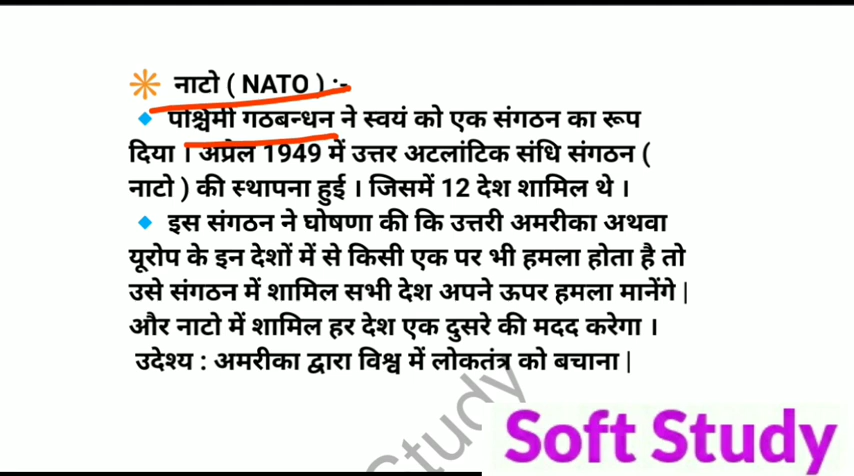 नाटो ( NATO ) :-
पश्चिमी गठबन्धन ने स्वयं को एक संगठन का रूप
दिया । अप्रैल 1949 में उत्तर अटलांटिक संधि संगठन (
नाटो ) की स्थापना हुई । जिसमें 12 देश शामिल थे ।
इस संगठन ने घोषणा की कि उत्तरी अमरीका अथवा
यूरोप के इन देशों में से किसी एक पर भी हमला होता है तो
उसे संगठन में शामिल सभी देश अपने ऊपर हमला मानेंगे |
और नाटो में शामिल हर देश एक दुसरे की मदद करेगा ।
उदेश्य : अमरीका द्वारा विश्व में लोकतंत्र को बचाना |
Study
Soft Study